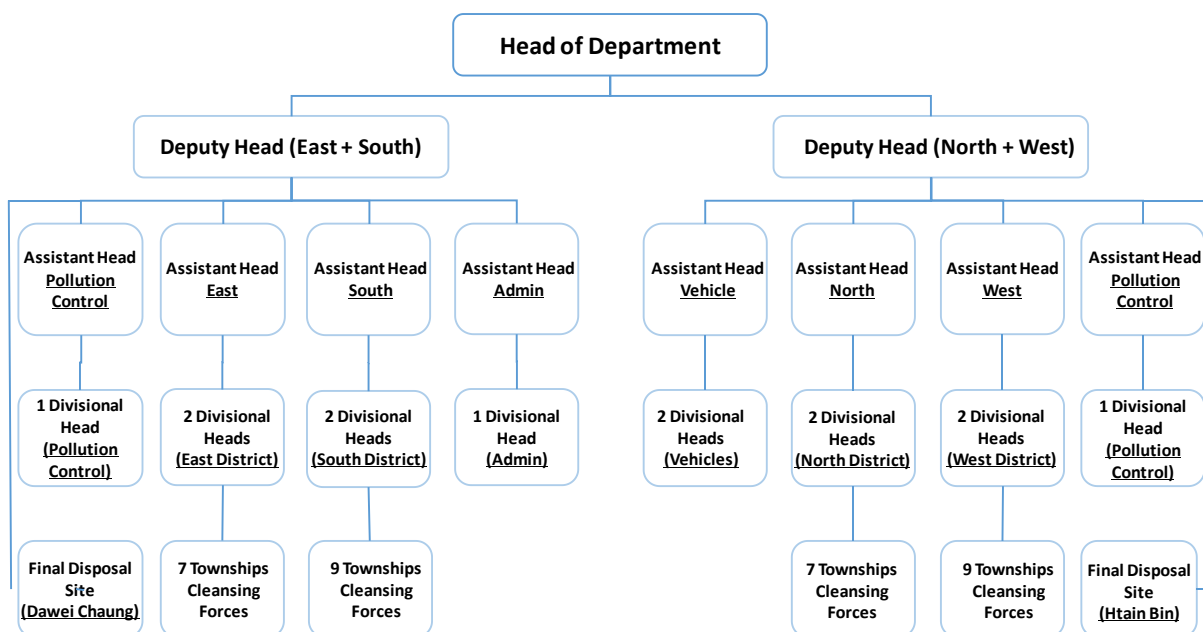 Head of Department
Deputy Head (East + South)
Deputy Head (North + West)
Assistant Head
Pollution
Control
Assistant Head
East
Assistant Head
South
Assistant Head
Admin
Assistant Head
Vehicle
Assistant Head
North
Assistant Head
West
Assistant Head
Pollution
Control
1 Divisional
Head
(Pollution
Control)
2 Divisional
Heads
(East District)
2 Divisional
Heads
(South District)
1 Divisional
Head
(Admin)
2 Divisional
Heads
(Vehicles)
2 Divisional
Heads
(North District)
2 Divisional
Heads
(West District)
1 Divisional
Head
(Pollution
Control)
Final Disposal
Site
(Dawei Chaung)
7 Townships
Cleansing
Forces
9 Townships
Cleansing
Forces
7 Townships
Cleansing
Forces
9 Townships
Cleansing
Forces
Final Disposal
Site
(Htain Bin)